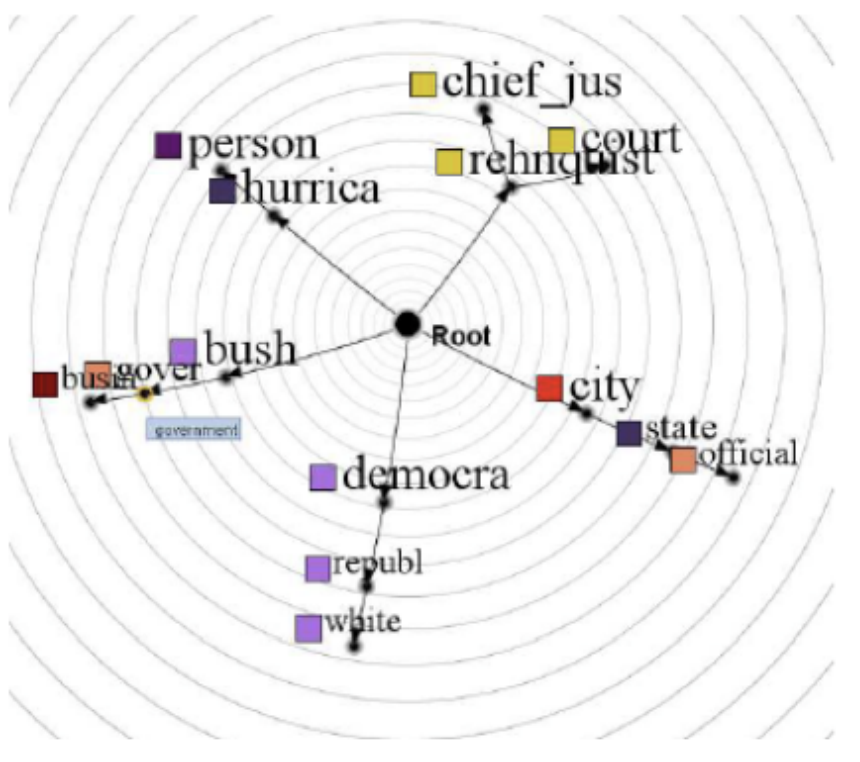 chief_jus
court
person
rehnquist
hurrica
Root
bush
gover
busin
city
government
state
official
democra
republ
white